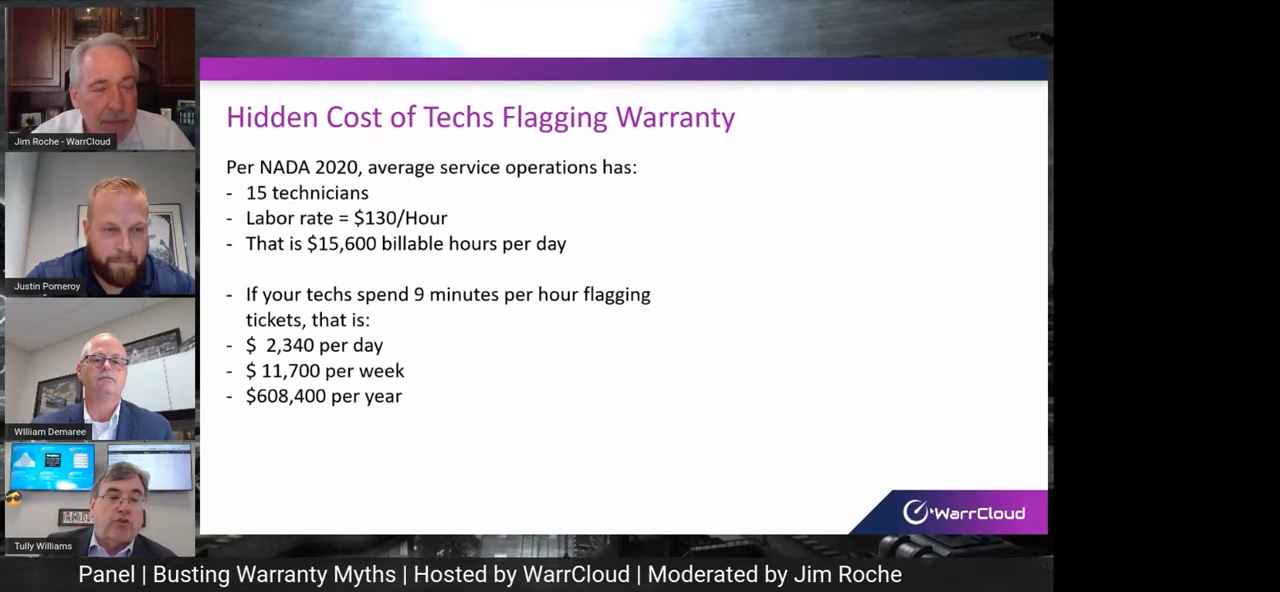 Jim Roche - WarrCloud
Justin Pomeroy
William Demaree
Tully Williams
Hidden Cost of Techs Flagging Warranty
Per NADA 2020, average service operations has:
- 15 technicians
- Labor rate = $130/Hour
- That is $15,600 billable hours per day
- If your techs spend 9 minutes per hour flagging
tickets, that is:
- $ 2,340 per day
- $ 11,700 per week
- $608,400 per year
WarrCloud
Panel | Busting Warranty Myths | Hosted by WarrCloud | Moderated by Jim Roche